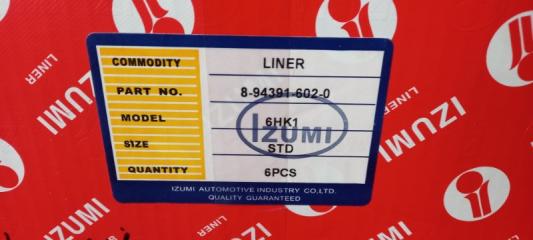 COMMODITY LINER
PART NO. 8-94391-602-0
MODEL 6HK1
IZUMI
SIZE STD
QUANTITY 6PCS
IZUMI AUTOMOTIVE INDUSTRY CO,LTD.
QUALITY GUARANTEED
LINER
IZUMI
LINER
IZUMI
IZUMI
IZUMI